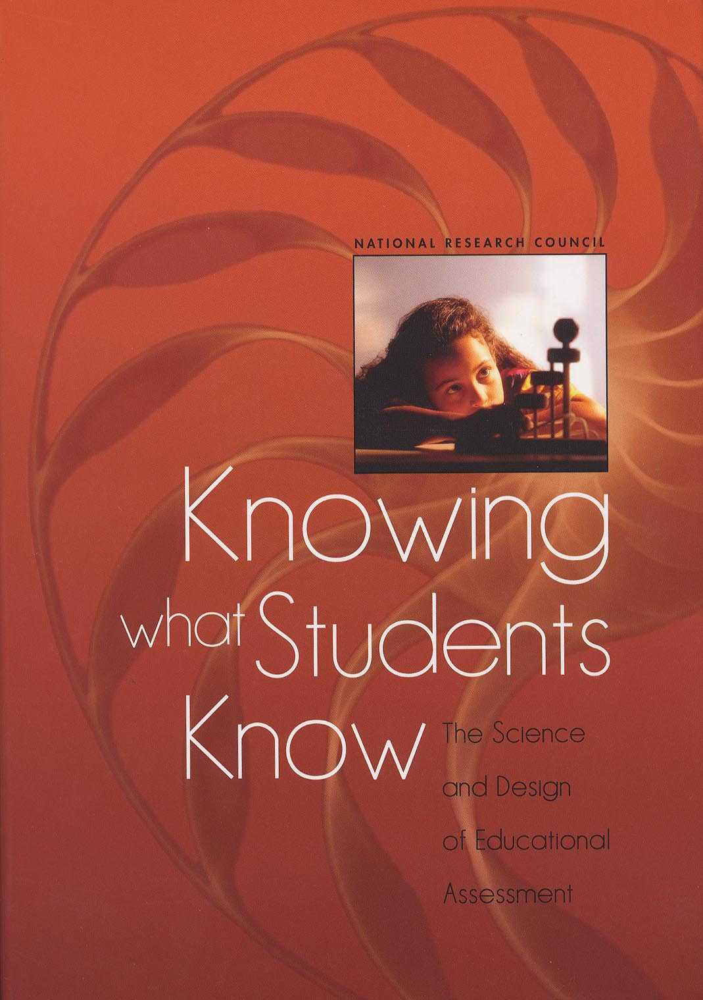 NATIONAL RESEARCH COUNCIL
Knowing
what Students
Know
The Science
and Design
of Educational
Assessment